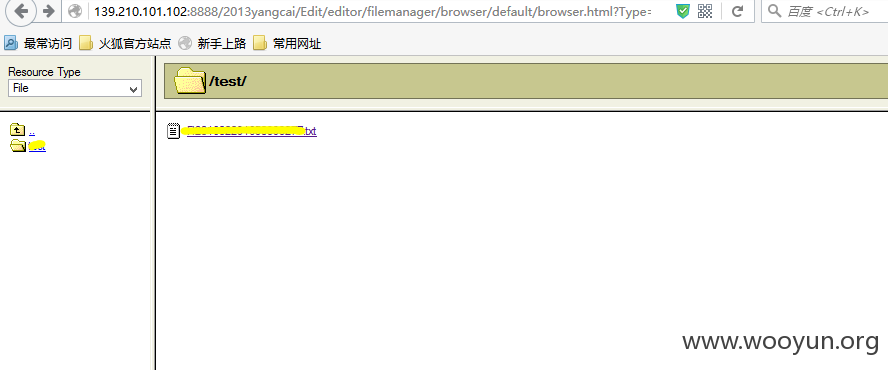 139.210.101.102:8888/2013yangcai/Edit/editor/filemanager/browser/default/browser.html?Type=
百度 <Ctrl+K>
最常访问 火狐官方站点 新手上路 常用网址
Resource Type
File
/test/
..
.txt
www.wooyun.org